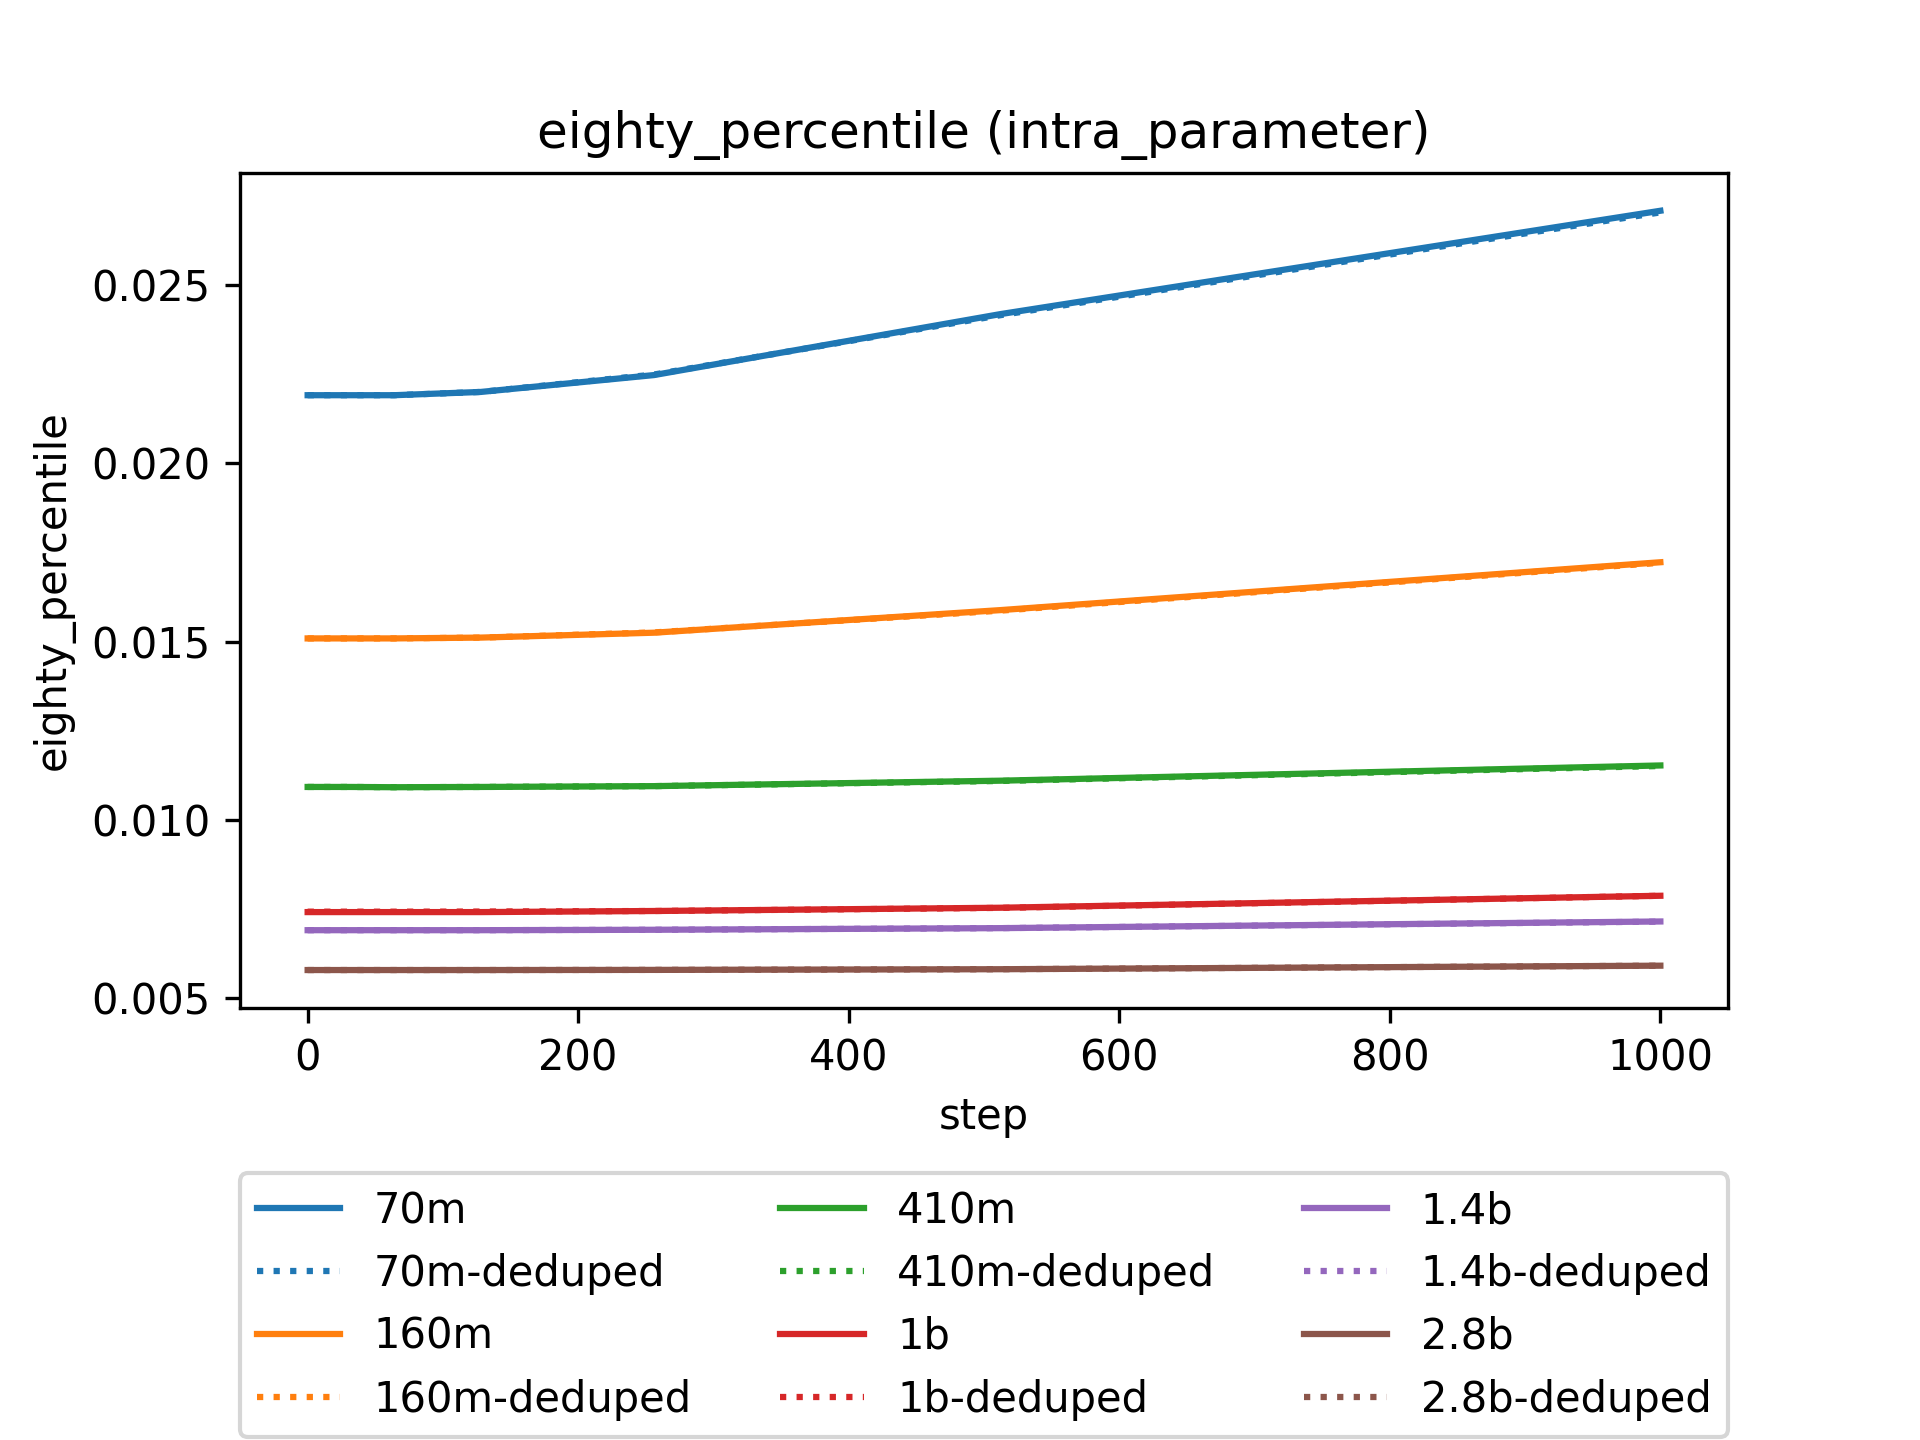 eighty_percentile (intra_parameter)
eighty_percentile
0.025
0.020
0.015
0.010
0.005
0 200 400 600 800 1000
step
70m
70m-deduped
160m
160m-deduped
410m
410m-deduped
1b
1b-deduped
1.4b
1.4b-deduped
2.8b
2.8b-deduped